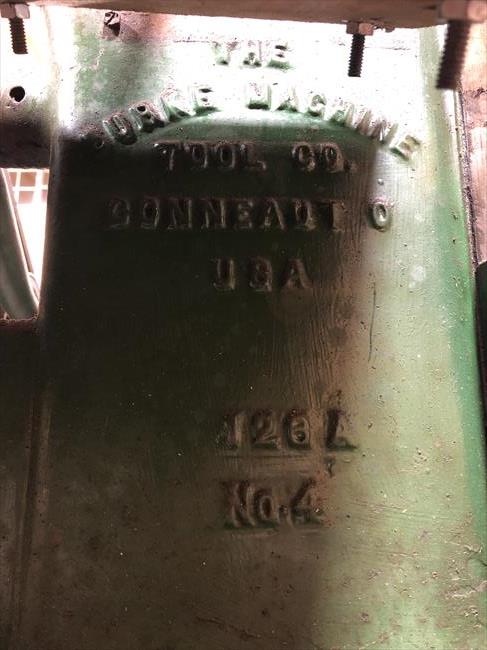 THE
URKE MACHINE
TOOL CO.
CONNEAUT O
USA
126 A
No.4